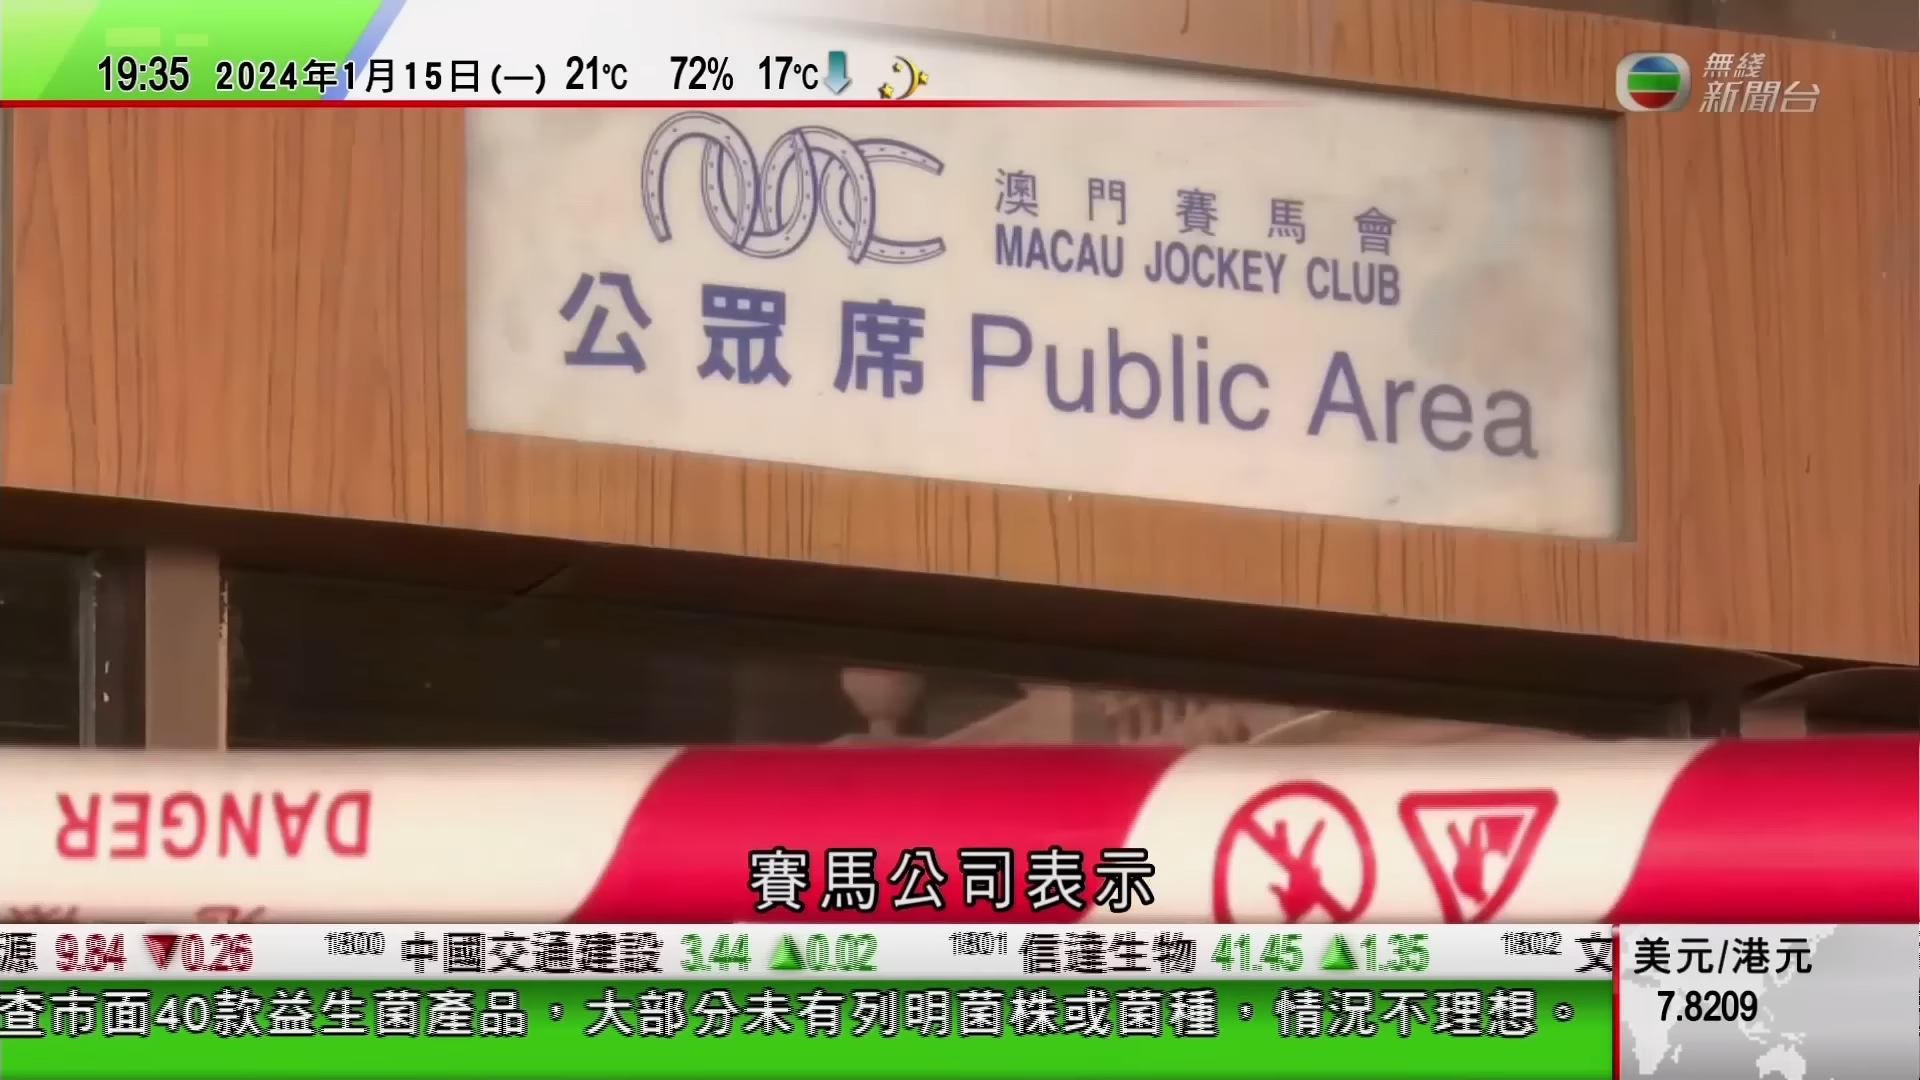 19:35 2024年1月15日(一) 21℃ 72% 17℃
無綫
新聞台
澳門賽馬會
MACAU JOCKEY CLUB
公眾席 Public Area
DANGER
賽馬公司表示
源 9.84 ▼0.26 1800 中國交通建設 3.44 ▲0.02 1801 信達生物 41.45 ▲1.35 1802 文
查市面40款益生菌產品，大部分未有列明菌株或菌種，情況不理想。
美元/港元
7.8209